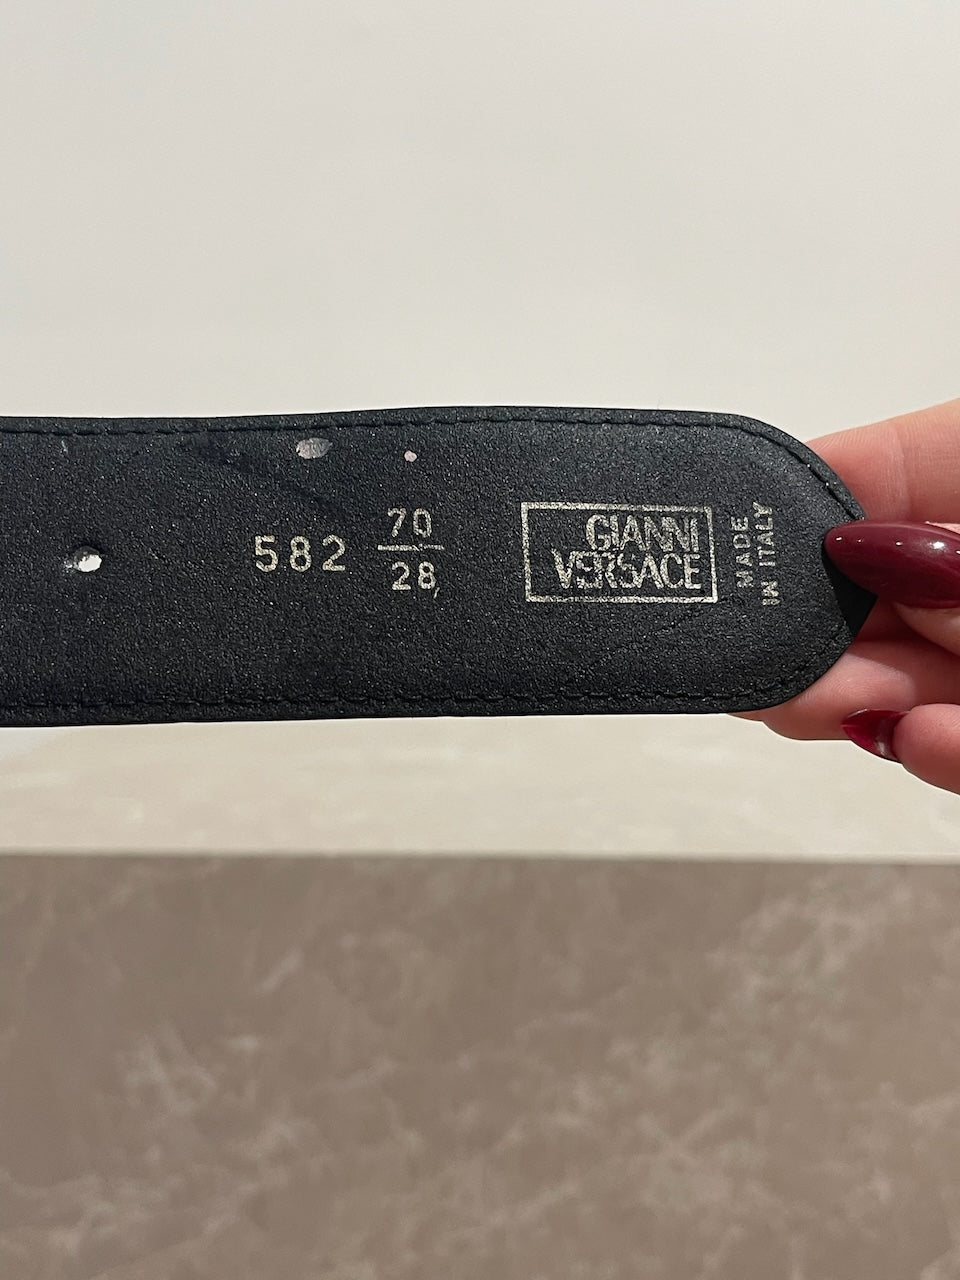 582
70
28
GIANNI
VERSACE
MADE
IN ITALY